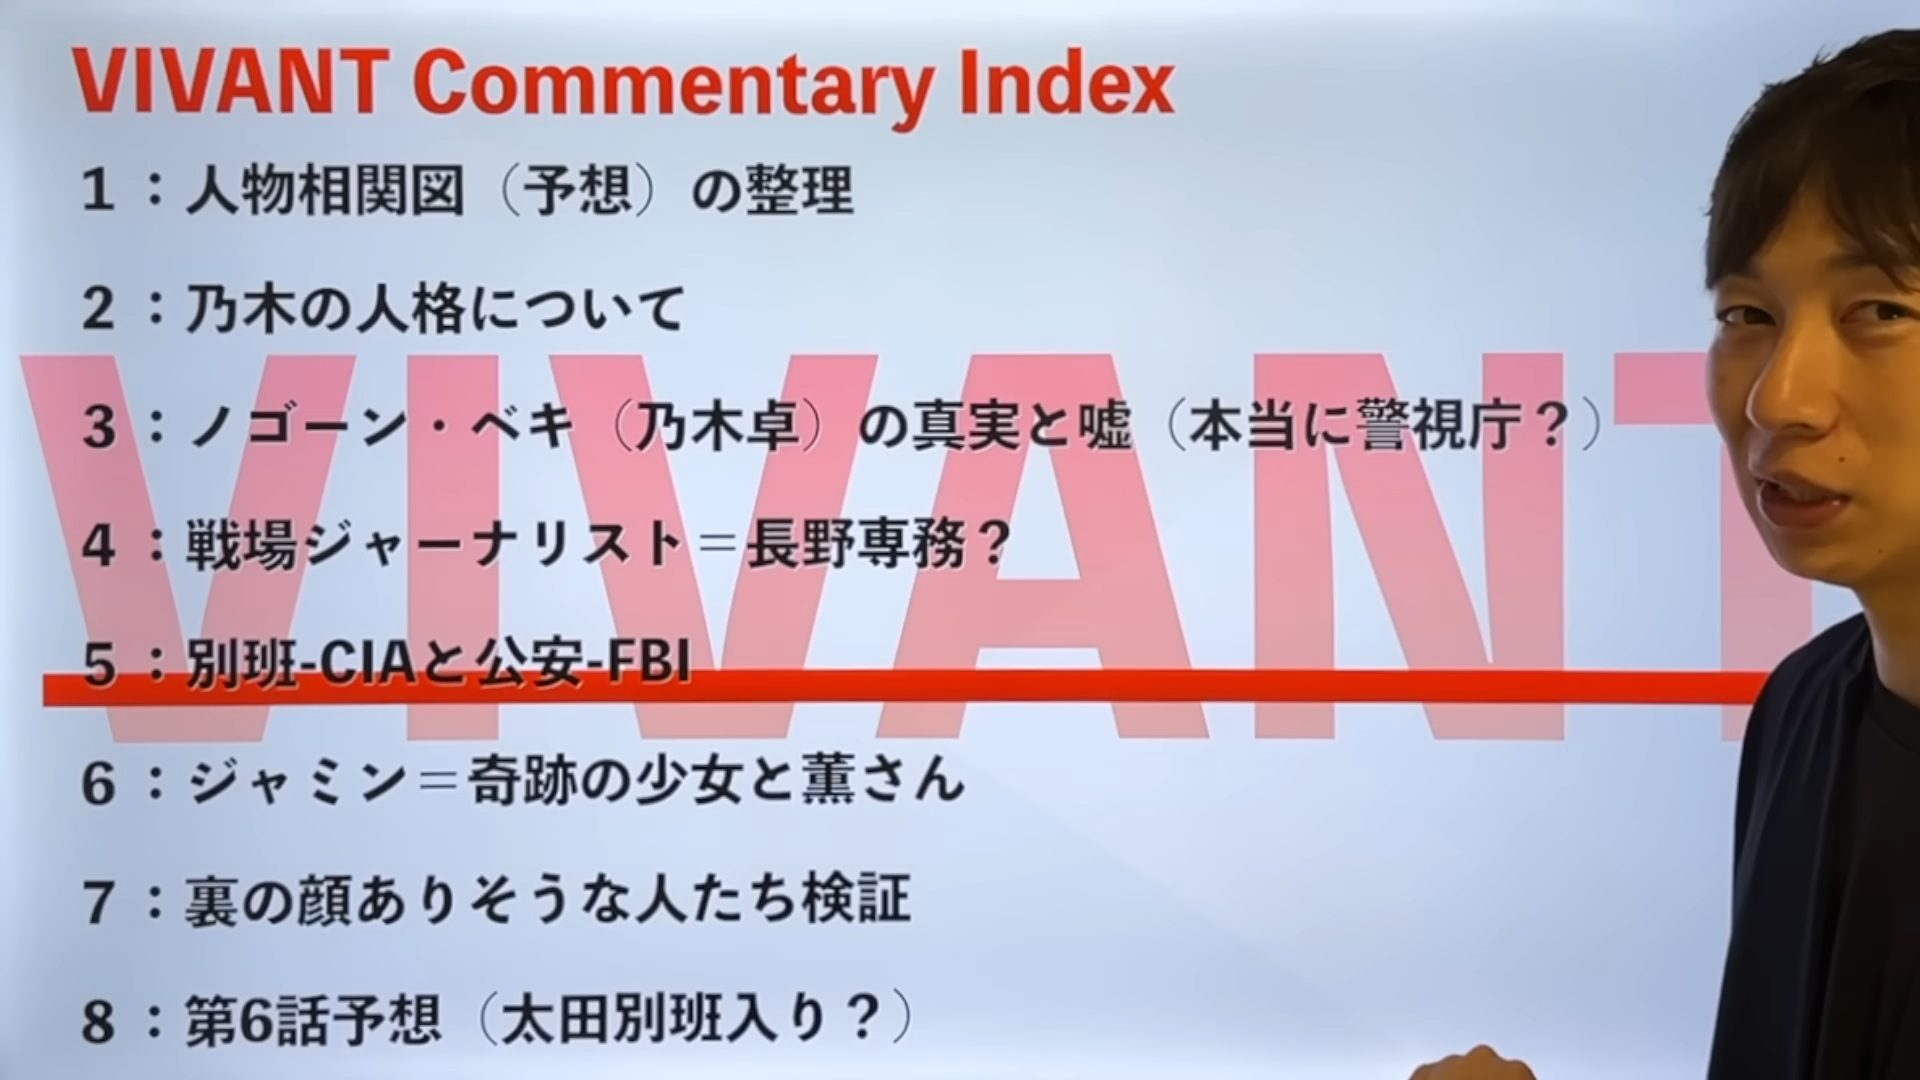 VIVANT Commentary Index
1：人物相関図（予想）の整理
2：乃木の人格について
3：ノゴーン・ベキ（乃木卓）の真実と嘘（本当に警視庁？）
4：戦場ジャーナリスト＝長野専務？
5：別班-CIAと公安-FBI
6：ジャミン＝奇跡の少女と薫さん
7：裏の顔ありそうな人たち検証
8：第6話予想（太田別班入り？）
VIVANT